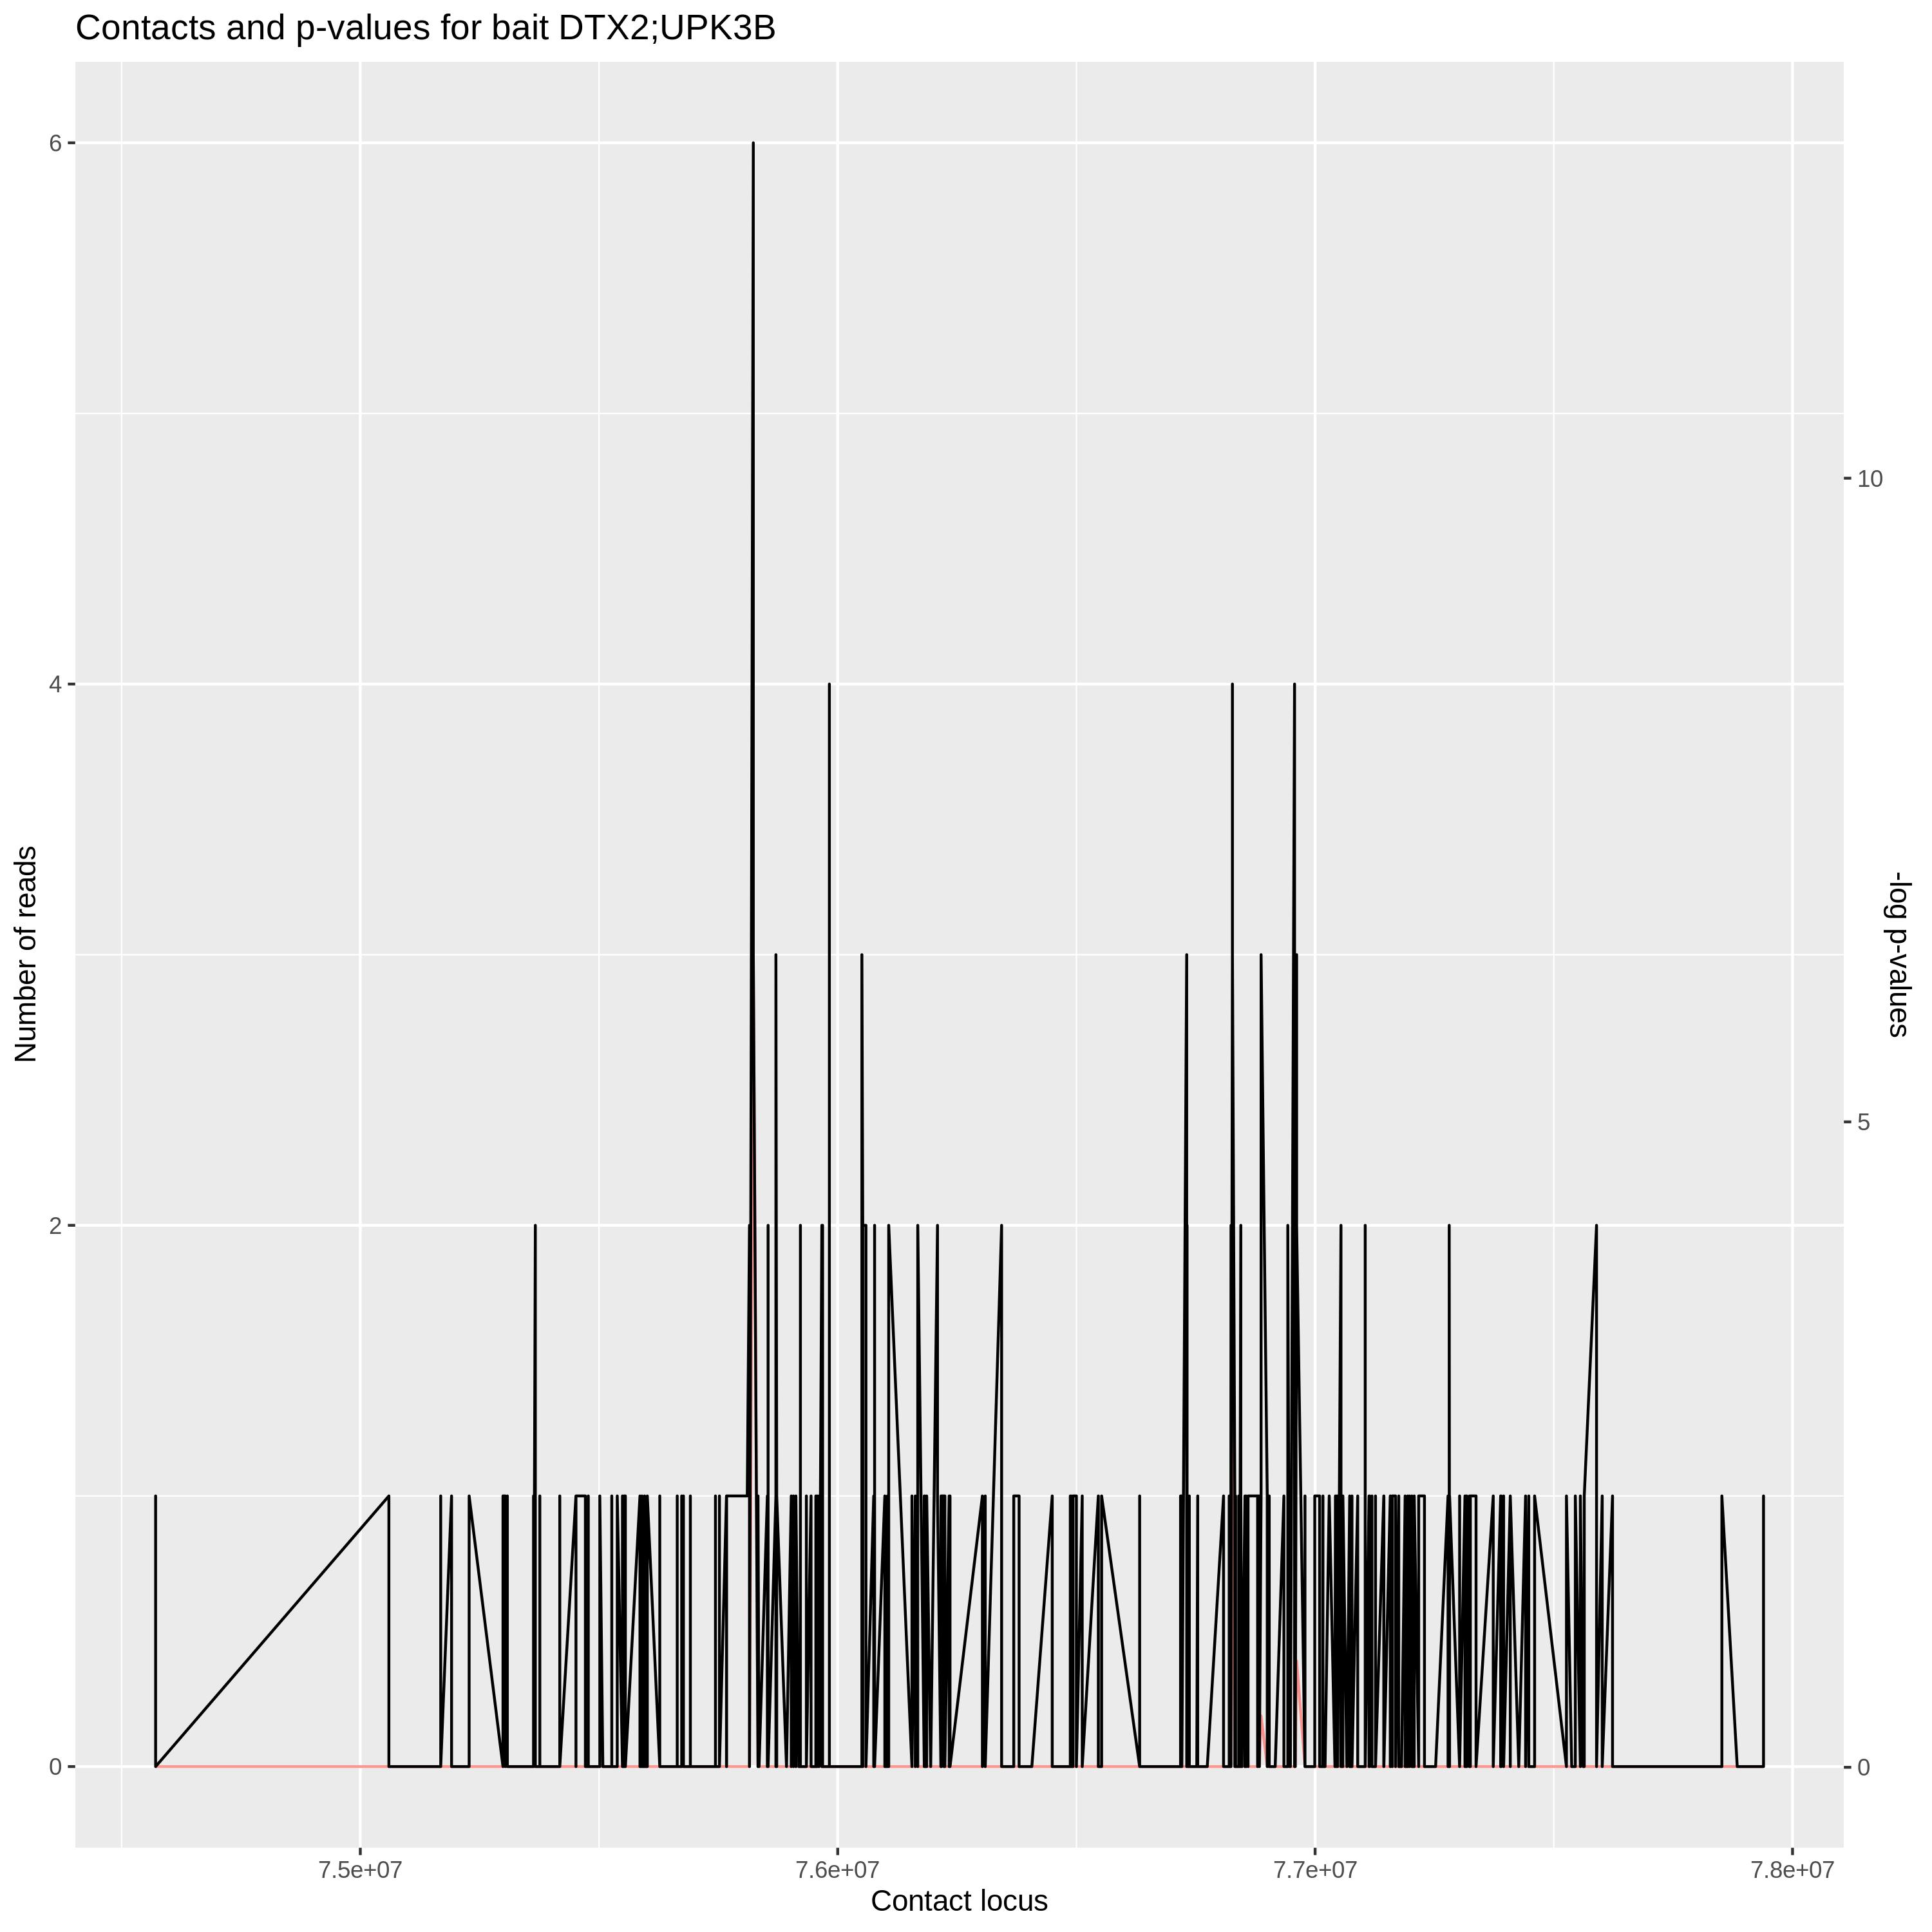 Contacts and p-values for bait DTX2;UPK3B
6
4
2
0
Number of reads
10
5
0
-log p-values
7.5e+07 7.6e+07 7.7e+07 7.8e+07
Contact locus